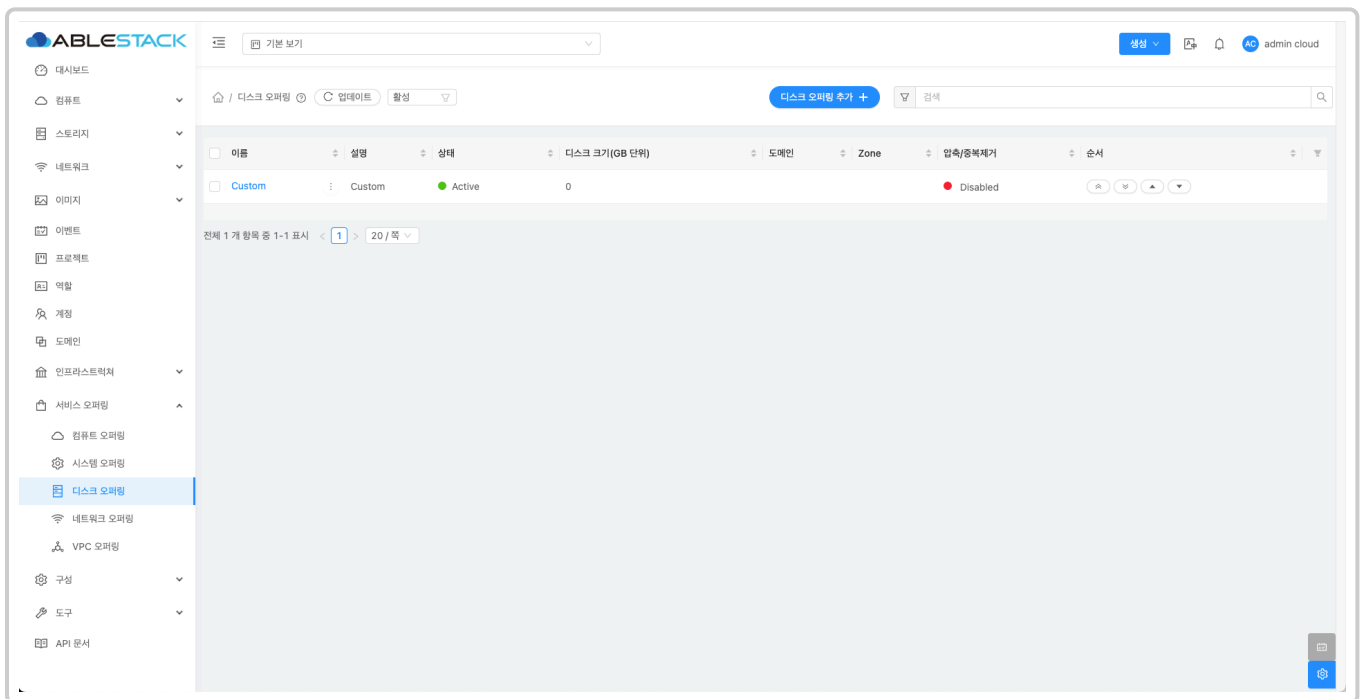 ABLESTACK
기본 보기
생성
AC admin cloud
대시보드
컴퓨트
스토리지
네트워크
이미지
이벤트
프로젝트
역할
계정
도메인
인프라스트럭쳐
서비스 오퍼링
컴퓨트 오퍼링
시스템 오퍼링
디스크 오퍼링
네트워크 오퍼링
VPC 오퍼링
구성
도구
API 문서
/ 디스크 오퍼링 업데이트 활성
디스크 오퍼링 추가 + 검색
이름 설명 상태 디스크 크기(GB 단위) 도메인 Zone 압축/중복제거 순서
Custom Custom Active 0 Disabled
전체 1 개 항목 중 1-1 표시 < 1 > 20 / 쪽